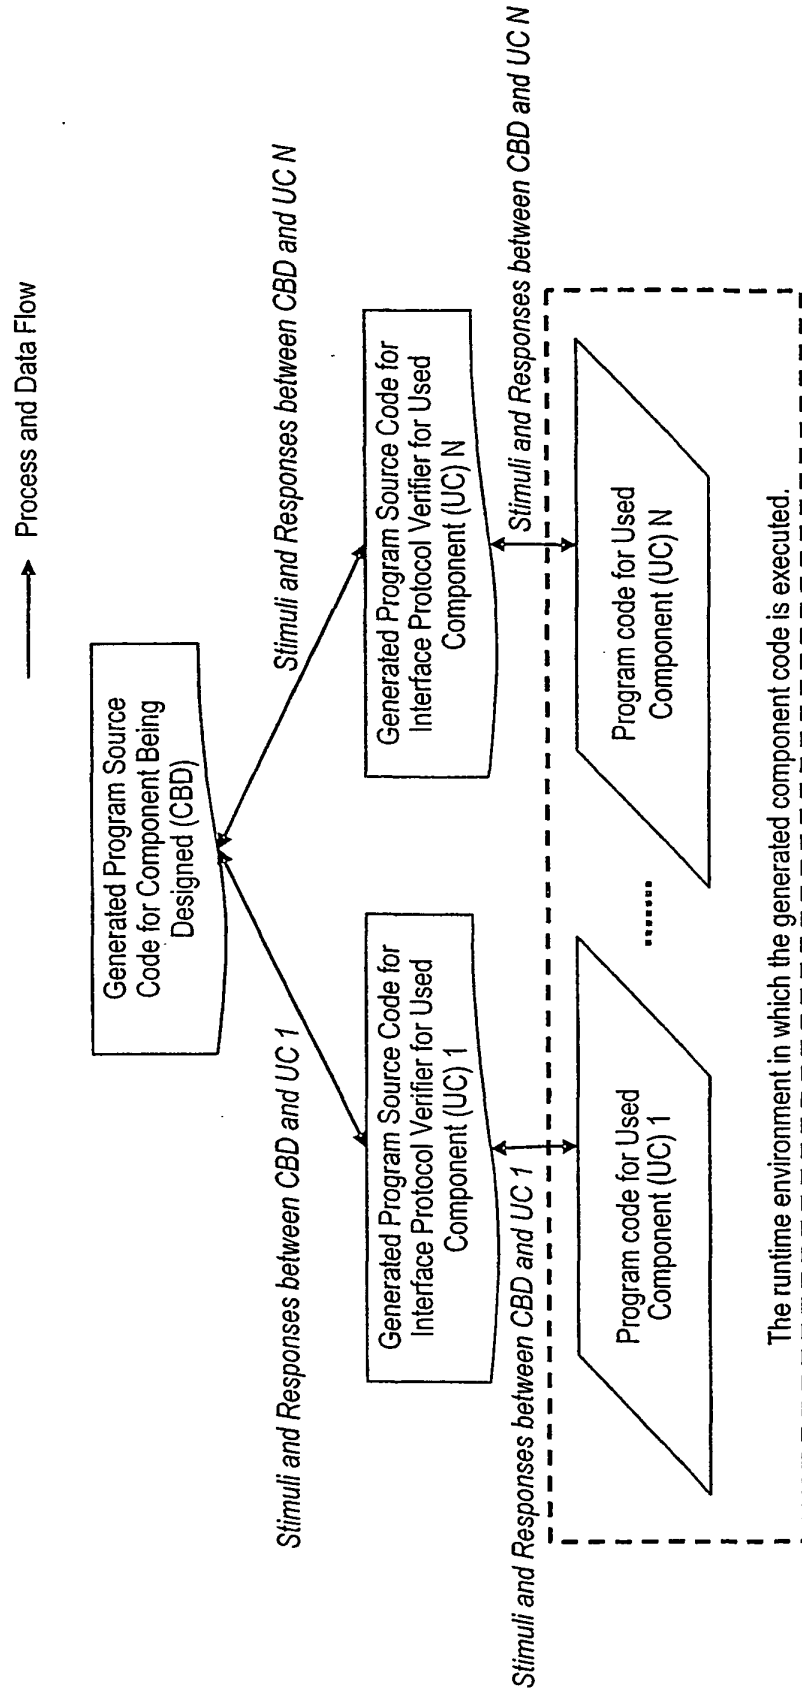 Process and Data Flow
Generated Program Source
Code for Component Being
Designed (CBD)
Stimuli and Responses between CBD and UC 1
Stimuli and Responses between CBD and UC N
Generated Program Source Code for
Interface Protocol Verifier for Used
Component (UC) 1
Generated Program Source Code for
Interface Protocol Verifier for Used
Component (UC) N
Stimuli and Responses between CBD and UC 1
Stimuli and Responses between CBD and UC N
Program code for Used
Component (UC) 1
.......
Program code for Used
Component (UC) N
The runtime environment in which the generated component code is executed.